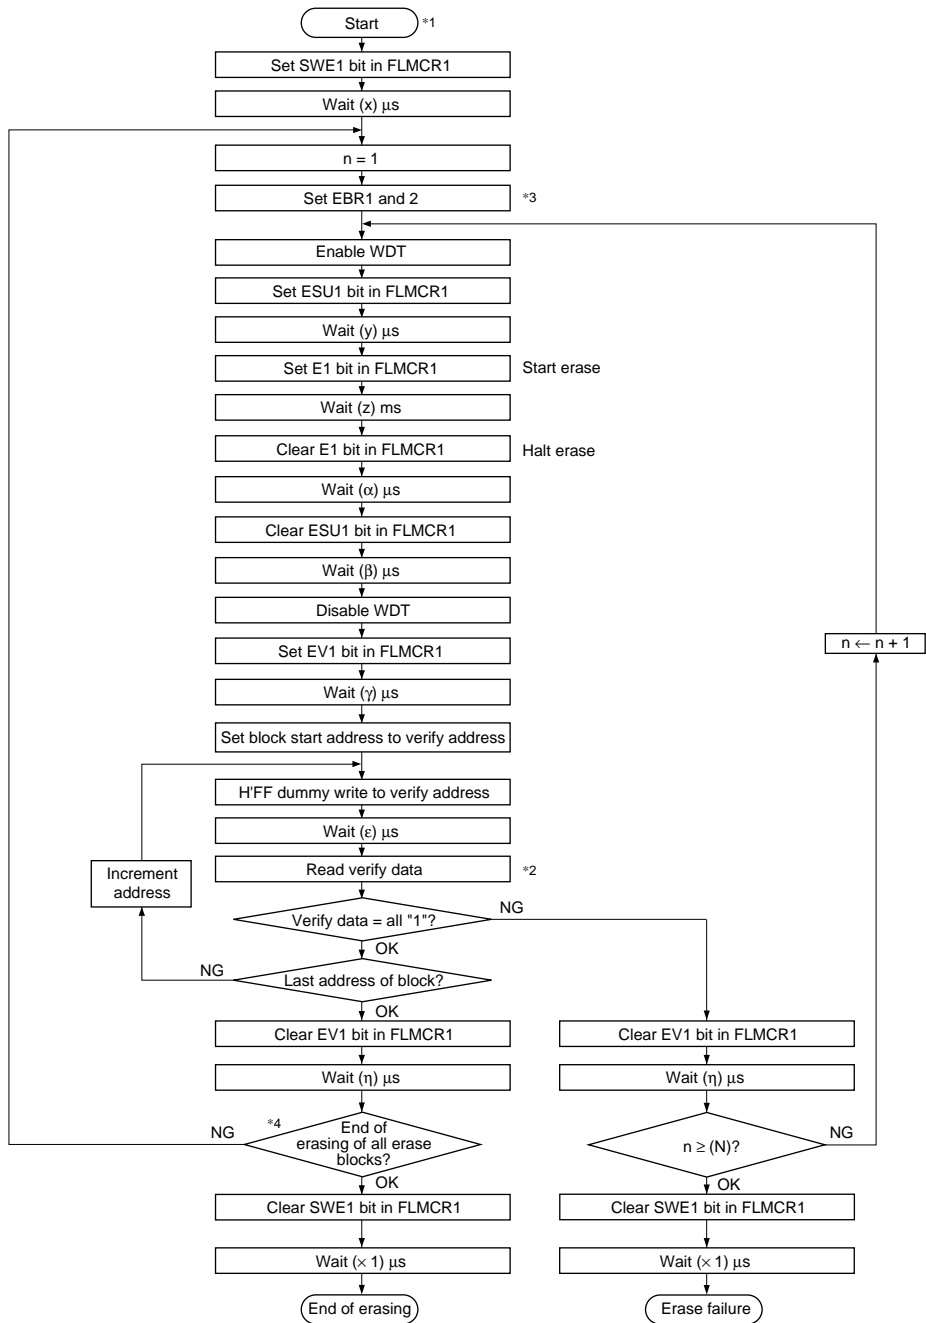 Start *1
Set SWE1 bit in FLMCR1
Wait (x) µs
n = 1
Set EBR1 and 2 *3
Enable WDT
Set ESU1 bit in FLMCR1
Wait (y) µs
Set E1 bit in FLMCR1 Start erase
Wait (z) ms
Clear E1 bit in FLMCR1 Halt erase
Wait (α) µs
Clear ESU1 bit in FLMCR1
Wait (β) µs
Disable WDT
n ← n + 1
Set EV1 bit in FLMCR1
Wait (γ) µs
Set block start address to verify address
H'FF dummy write to verify address
Wait (ε) µs
Read verify data *2
Increment
address
Verify data = all "1"? NG
OK
NG Last address of block?
OK
Clear EV1 bit in FLMCR1 Clear EV1 bit in FLMCR1
Wait (η) µs Wait (η) µs
NG *4 End of
erasing of all erase
blocks?
n ≥ (N)? NG
OK OK
Clear SWE1 bit in FLMCR1 Clear SWE1 bit in FLMCR1
Wait (× 1) µs Wait (× 1) µs
End of erasing Erase failure